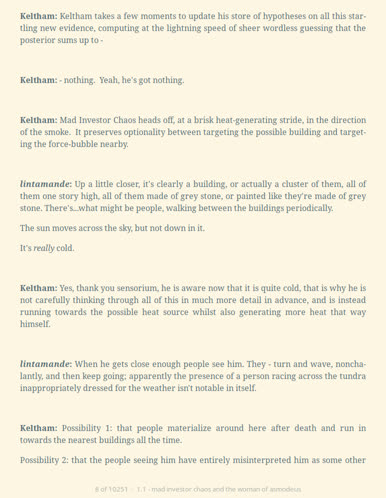 Keltham: Keltham takes a few moments to update his store of hypotheses on all this star-
tling new evidence, computing at the lightning speed of sheer wordless guessing that the
posterior sums up to -
Keltham: - nothing. Yeah, he's got nothing.
Keltham: Mad Investor Chaos heads off, at a brisk heat-generating stride, in the direction
of the smoke. It preserves optionality between targeting the possible building and target-
ing the force-bubble nearby.
lintamande: Up a little closer, it's clearly a building, or actually a cluster of them, all of
them one story high, all of them made of grey stone, or painted like they're made of grey
stone. There's...what might be people, walking between the buildings periodically.
The sun moves across the sky, but not down in it.
It's really cold.
Keltham: Yes, thank you sensorium, he is aware now that it is quite cold, that is why he is
not carefully thinking through all of this in much more detail in advance, and is instead
running towards the possible heat source whilst also generating more heat that way
himself.
lintamande: When he gets close enough people see him. They - turn and wave, noncha-
lantly, and then keep going; apparently the presence of a person racing across the tundra
inappropriately dressed for the weather isn't notable in itself.
Keltham: Possibility 1: that people materialize around here after death and run in
towards the nearest buildings all the time.
Possibility 2: that the people seeing him have entirely misinterpreted him as some other
8 of 10251 · 1.1 - mad investor chaos and the woman of asmodeus